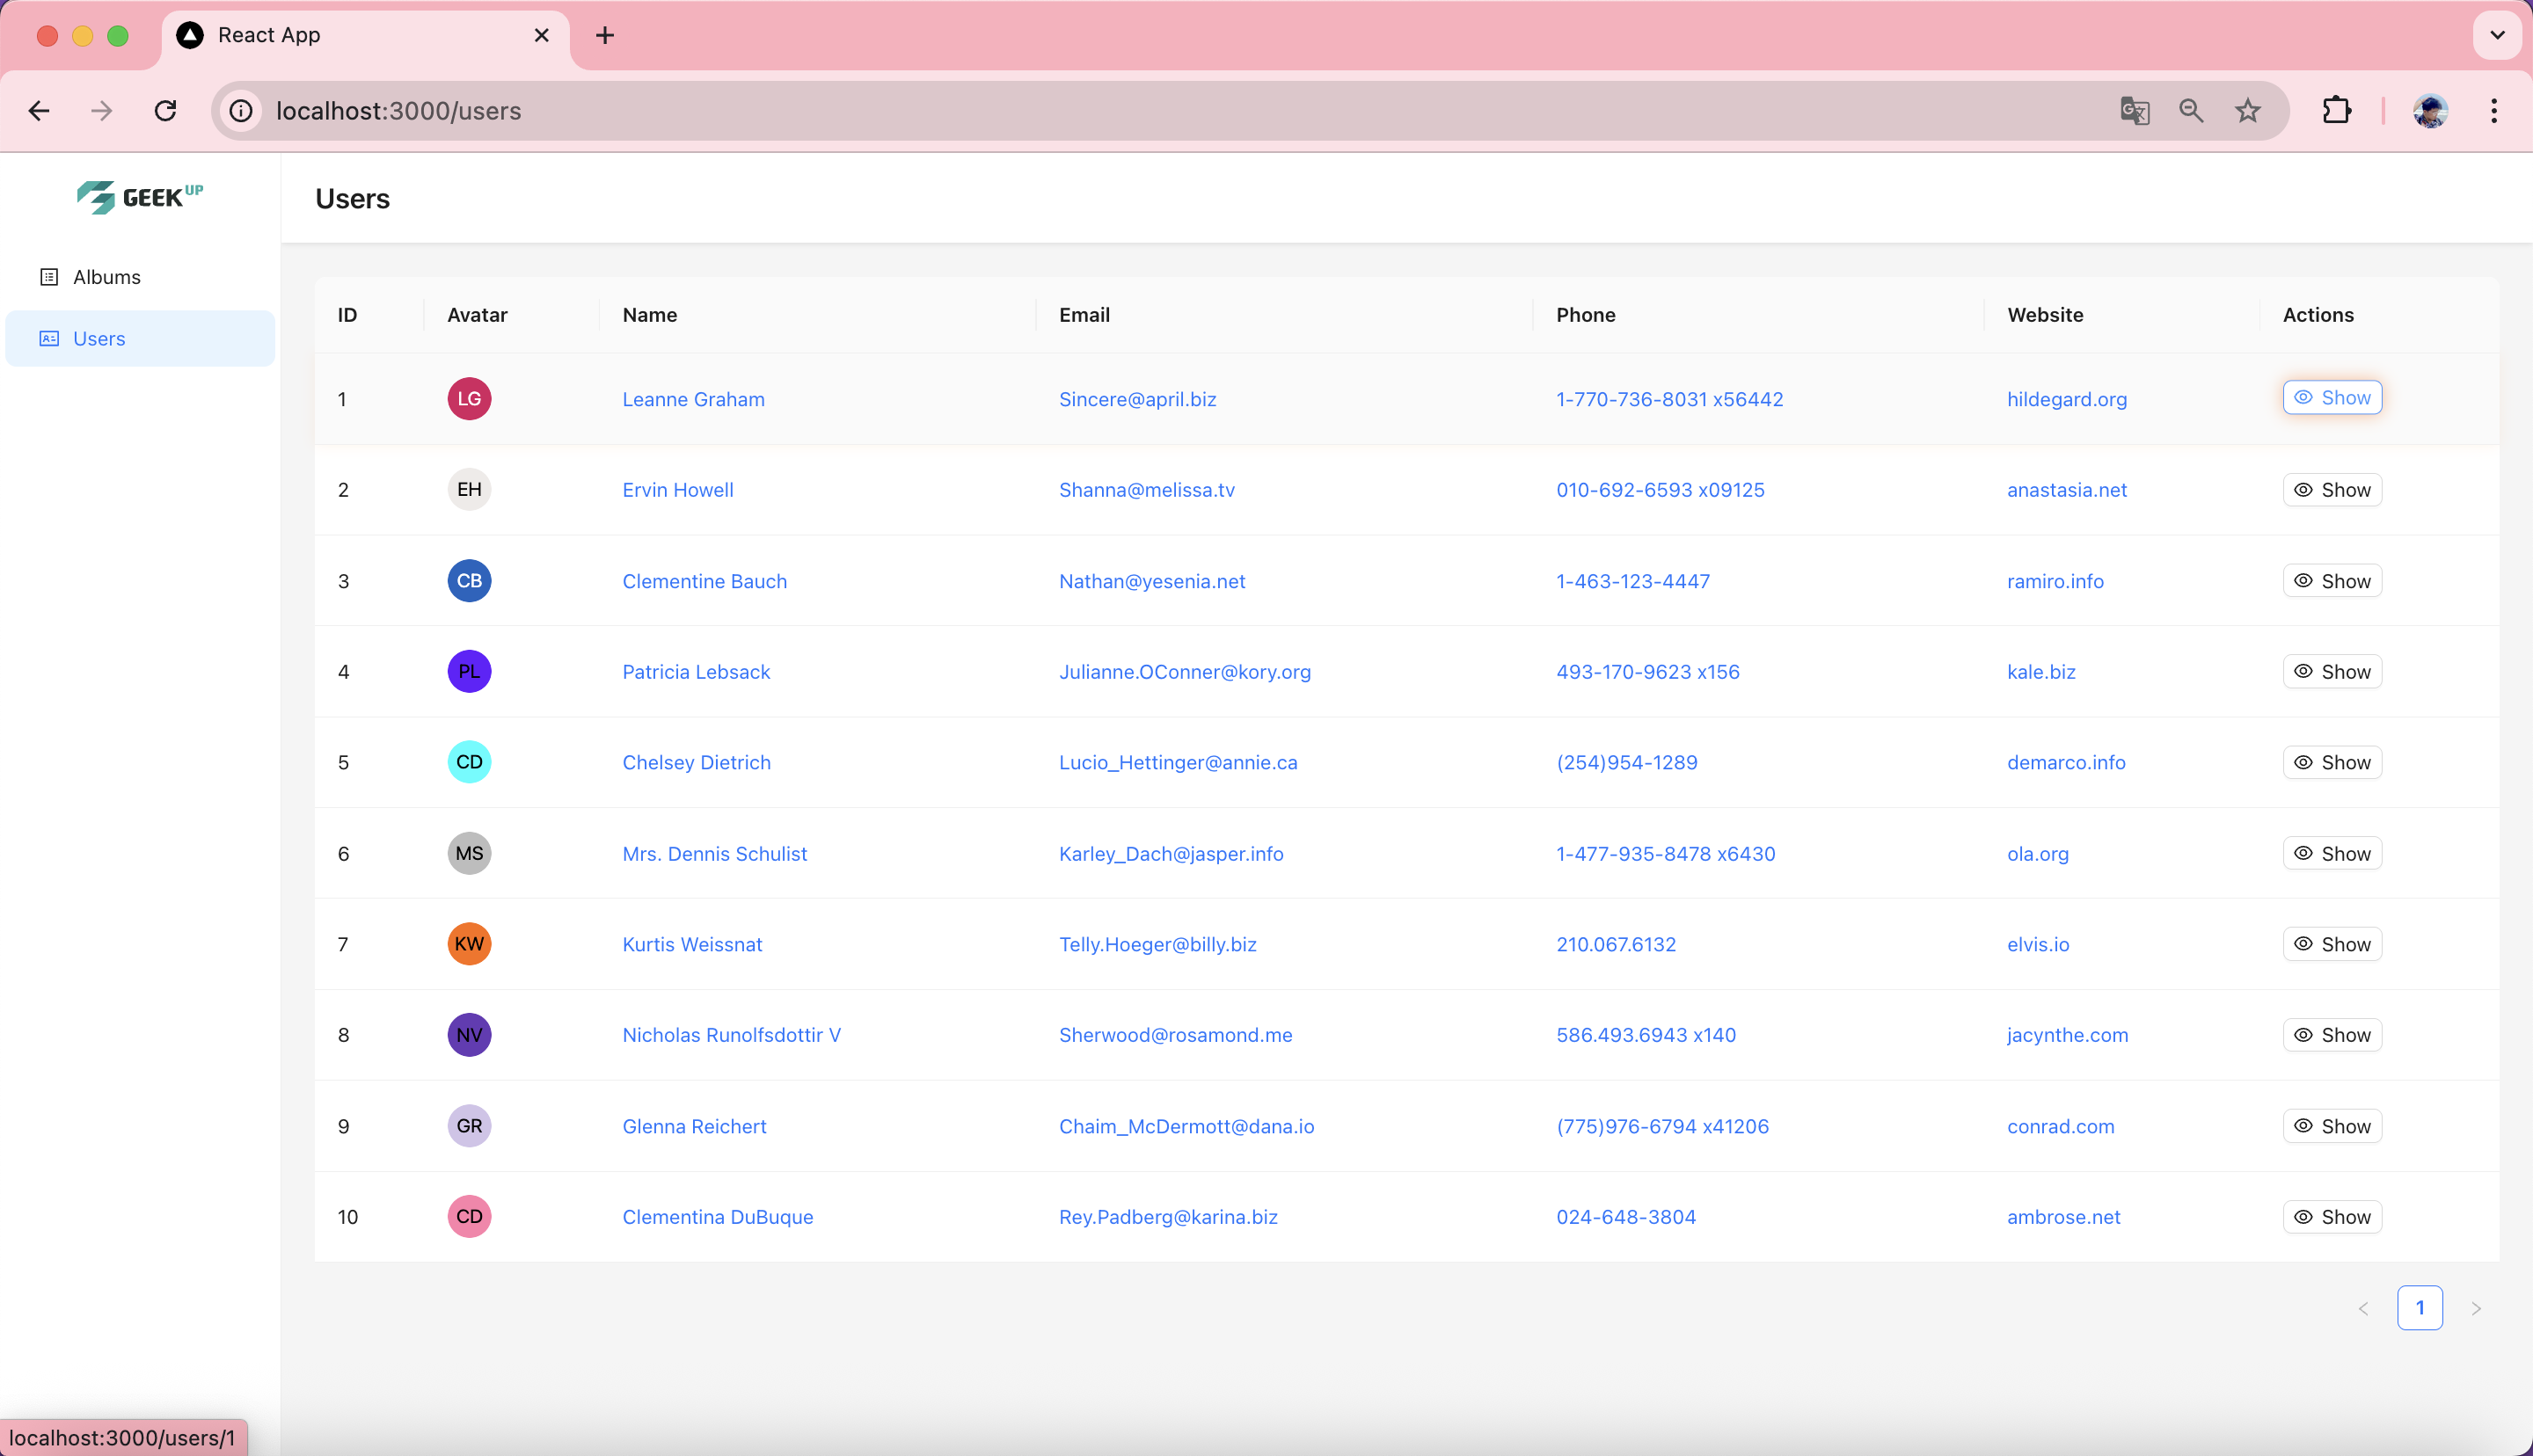 React App
localhost:3000/users
GEEK UP
Albums
Users
Users
ID Avatar Name Email Phone Website Actions
1 LG Leanne Graham Sincere@april.biz 1-770-736-8031 x56442 hildegard.org Show
2 EH Ervin Howell Shanna@melissa.tv 010-692-6593 x09125 anastasia.net Show
3 CB Clementine Bauch Nathan@yesenia.net 1-463-123-4447 ramiro.info Show
4 PL Patricia Lebsack Julianne.OConner@kory.org 493-170-9623 x156 kale.biz Show
5 CD Chelsey Dietrich Lucio_Hettinger@annie.ca (254)954-1289 demarco.info Show
6 MS Mrs. Dennis Schulist Karley_Dach@jasper.info 1-477-935-8478 x6430 ola.org Show
7 KW Kurtis Weissnat Telly.Hoeger@billy.biz 210.067.6132 elvis.io Show
8 NV Nicholas Runolfsdottir V Sherwood@rosamond.me 586.493.6943 x140 jacynthe.com Show
9 GR Glenna Reichert Chaim_McDermott@dana.io (775)976-6794 x41206 conrad.com Show
10 CD Clementina DuBuque Rey.Padberg@karina.biz 024-648-3804 ambrose.net Show
1
localhost:3000/users/1